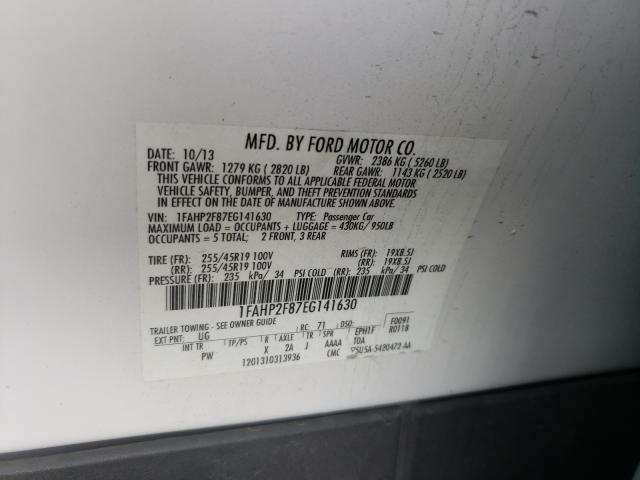 MFD. BY FORD MOTOR CO.
DATE: 10/13 GVWR: 2386 KG ( 5260 LB)
FRONT GAWR: 1279 KG ( 2820 LB) REAR GAWR: 1143 KG ( 2520 LB)
THIS VEHICLE CONFORMS TO ALL APPLICABLE FEDERAL MOTOR
VEHICLE SAFETY, BUMPER, AND THEFT PREVENTION STANDARDS
IN EFFECT ON THE DATE OF MANUFACTURE SHOWN ABOVE.
VIN: 1FAHP2F87EG141630 TYPE: Passenger Car
MAXIMUM LOAD = OCCUPANTS + LUGGAGE = 430KG/ 950LB
OCCUPANTS = 5 TOTAL; 2 FRONT, 3 REAR
TIRE (FR): 255/45R19 100V RIMS (FR): 19X8.5J
(RR): 255/45R19 100V (RR): 19X8.5J
PRESSURE (FR): 235 kPa/ 34 PSI COLD (RR): 235 kPa/ 34 PSI COLD
1FAHP2F87EG141630
TRAILER TOWING - SEE OWNER GUIDE F0091
EXT PNT: UG RC: 71 DSO: R0118
INT TR TP/PS R AXLE TR SPR EPH1F
PW X 2A J AAAA TOA
1201310313936 CMC 5U5A-5420472-AA